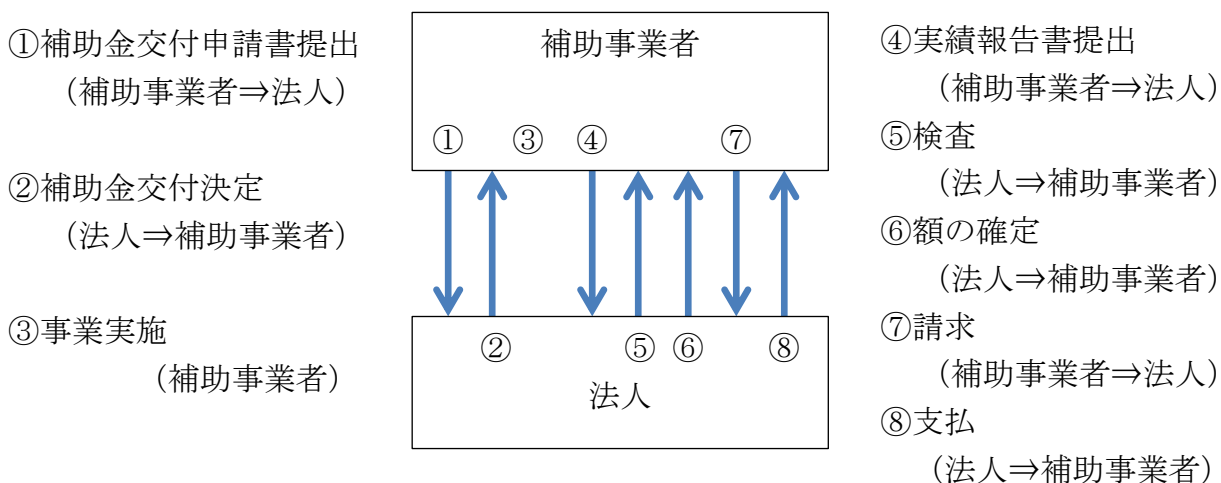 ①補助金交付申請書提出
（補助事業者⇒法人）
②補助金交付決定
（法人⇒補助事業者）
③事業実施
（補助事業者）
補助事業者
① ③ ④ ⑦
② ⑤ ⑥ ⑧
法人
④実績報告書提出
（補助事業者⇒法人）
⑤検査
（法人⇒補助事業者）
⑥額の確定
（法人⇒補助事業者）
⑦請求
（補助事業者⇒法人）
⑧支払
（法人⇒補助事業者）